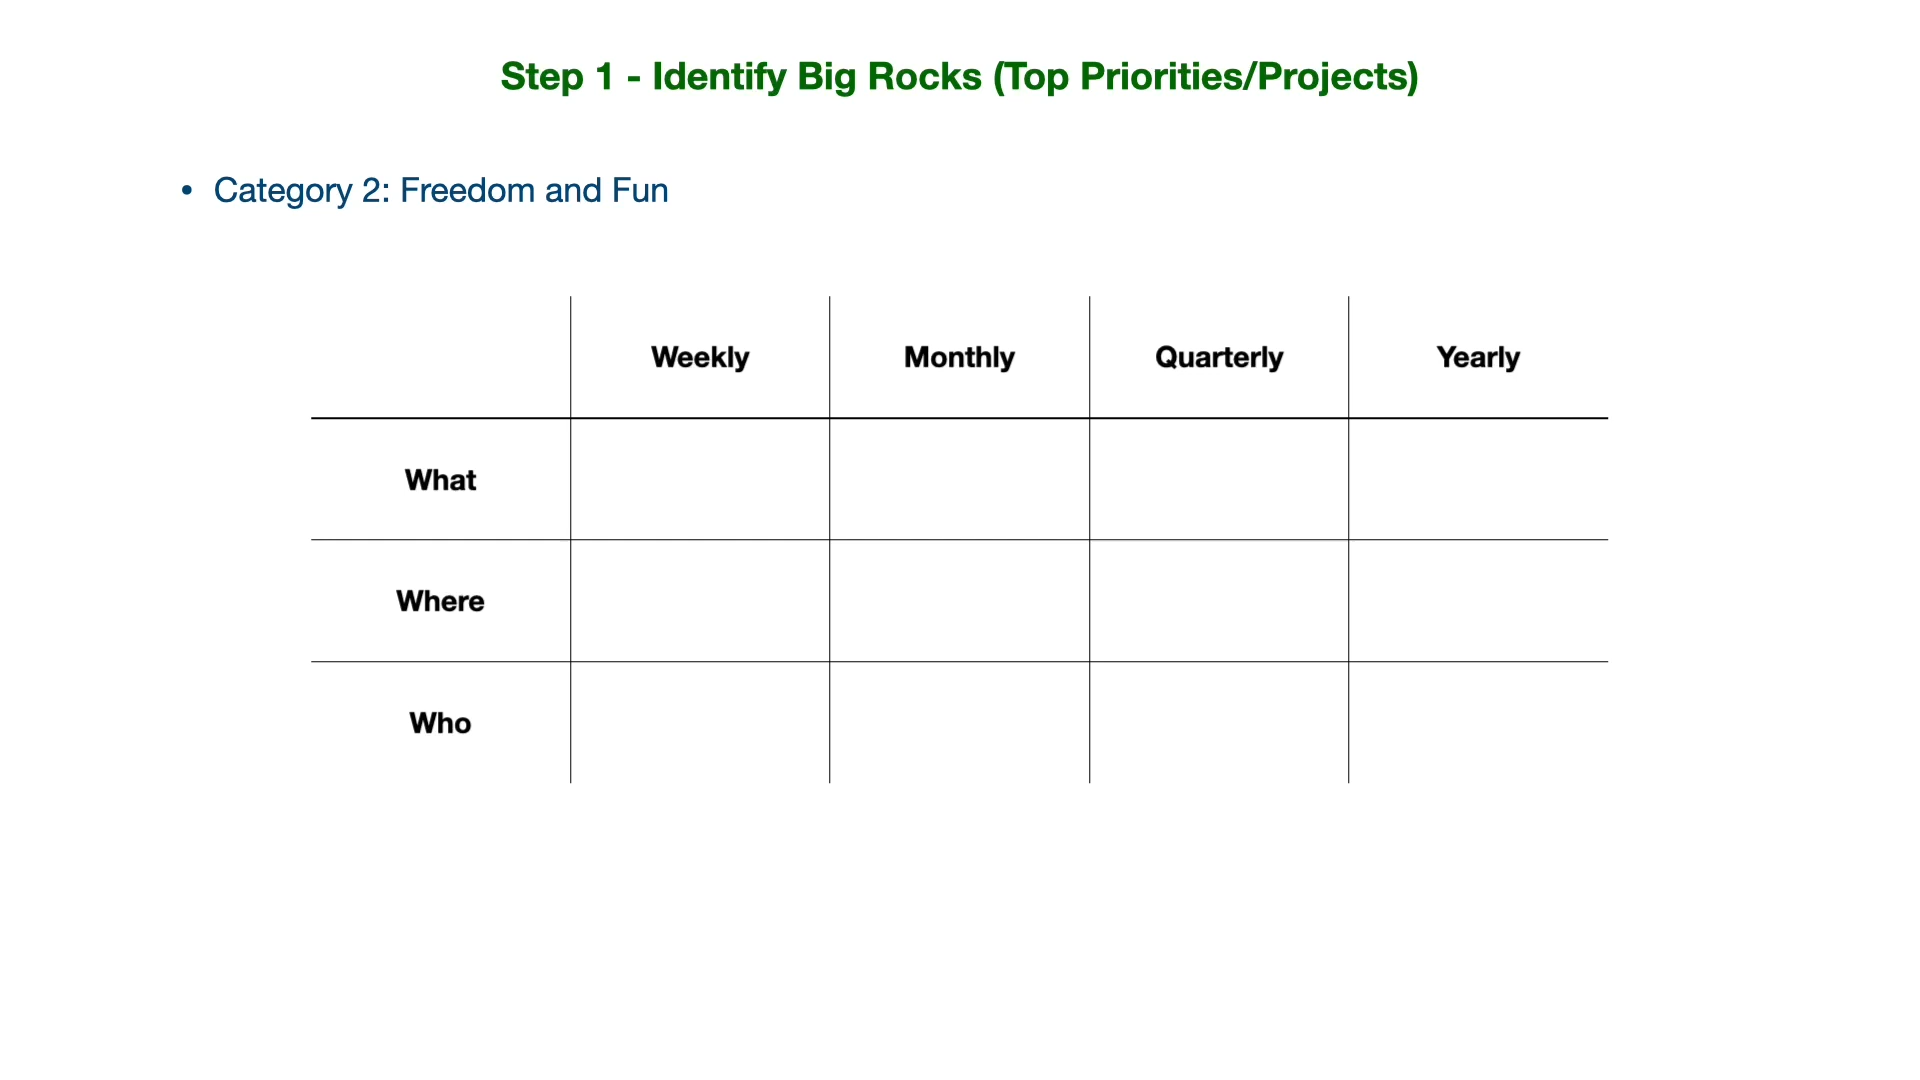 Step 1 - Identify Big Rocks (Top Priorities/Projects)
• Category 2: Freedom and Fun
Weekly Monthly Quarterly Yearly
What
Where
Who